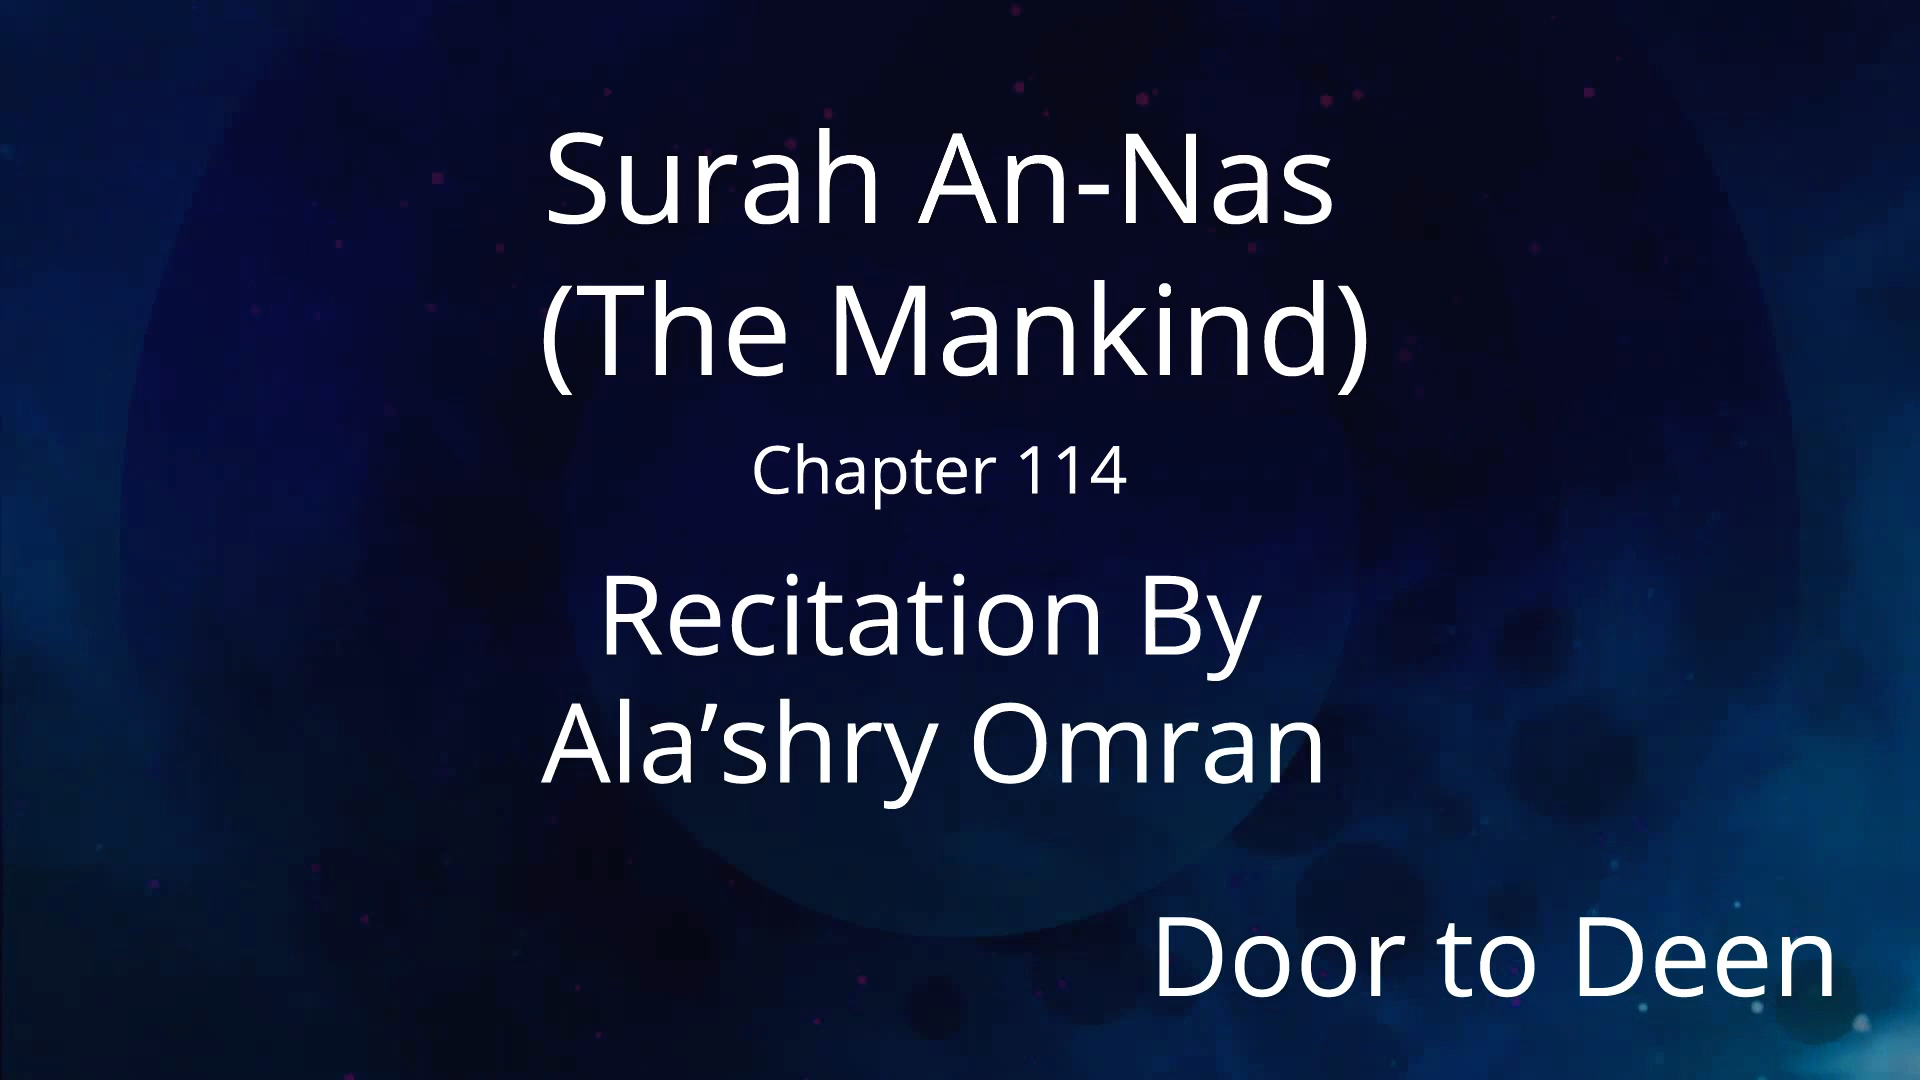 Surah An-Nas
(The Mankind)
Chapter 114
Recitation By
Ala’shry Omran
Door to Deen